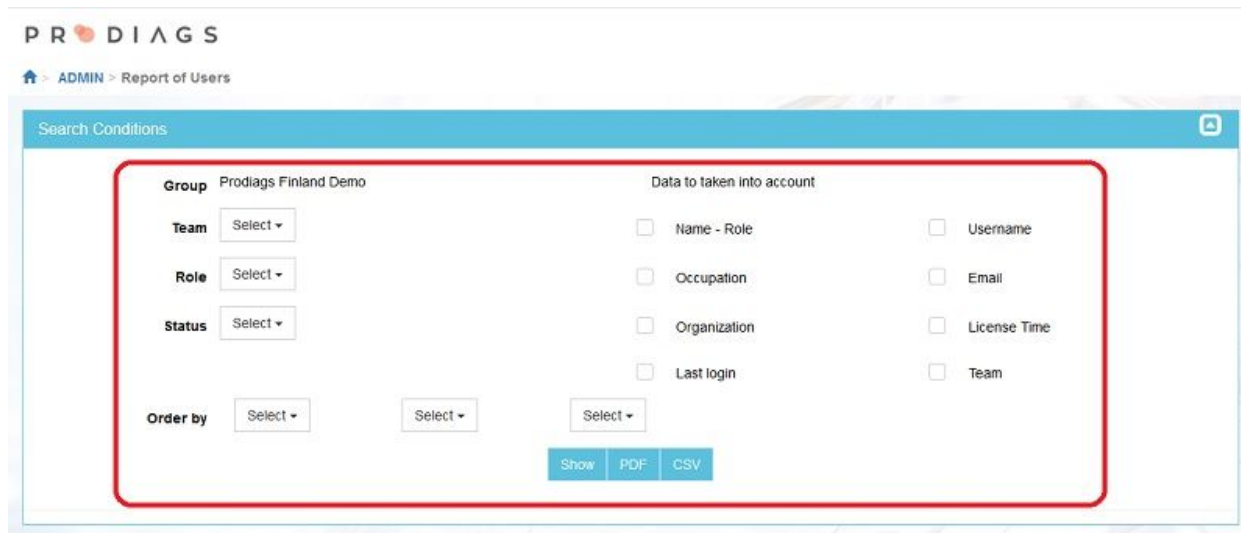 PRODIAGS
> ADMIN > Report of Users
Search Conditions
Group Prodiags Finland Demo Data to taken into account
Team Select Name - Role Username
Role Select Occupation Email
Status Select Organization License Time
Last login Team
Order by Select Select Select
Show PDF CSV